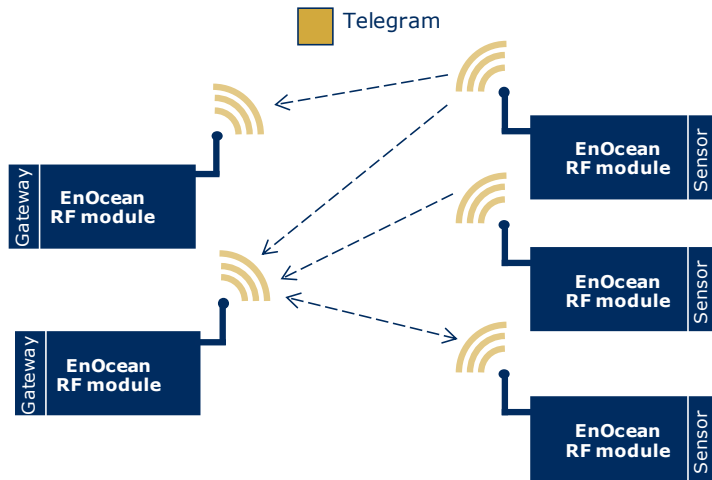 Telegram
Gateway
EnOcean
RF module
EnOcean
RF module
Sensor
EnOcean
RF module
Sensor
Gateway
EnOcean
RF module
EnOcean
RF module
Sensor